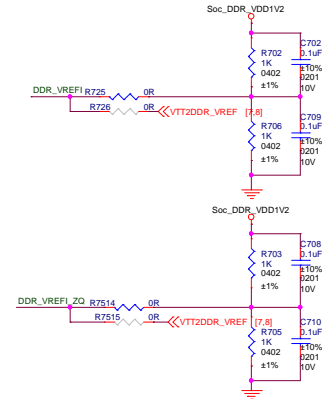 Soc_DDR_VDD1V2
C702
0.1uF
±10%
0201
10V
R702
1K
0402
±1%
DDR_VREFI
R725
0R
R726
0R
VTT2DDR_VREF [7,8]
C709
0.1uF
±10%
0201
10V
R706
1K
0402
±1%
Soc_DDR_VDD1V2
C708
0.1uF
±10%
0201
10V
R703
1K
0402
±1%
DDR_VREFI_ZQ
R7514
0R
R7515
0R
VTT2DDR_VREF [7,8]
C710
0.1uF
±10%
0201
10V
R705
1K
0402
±1%